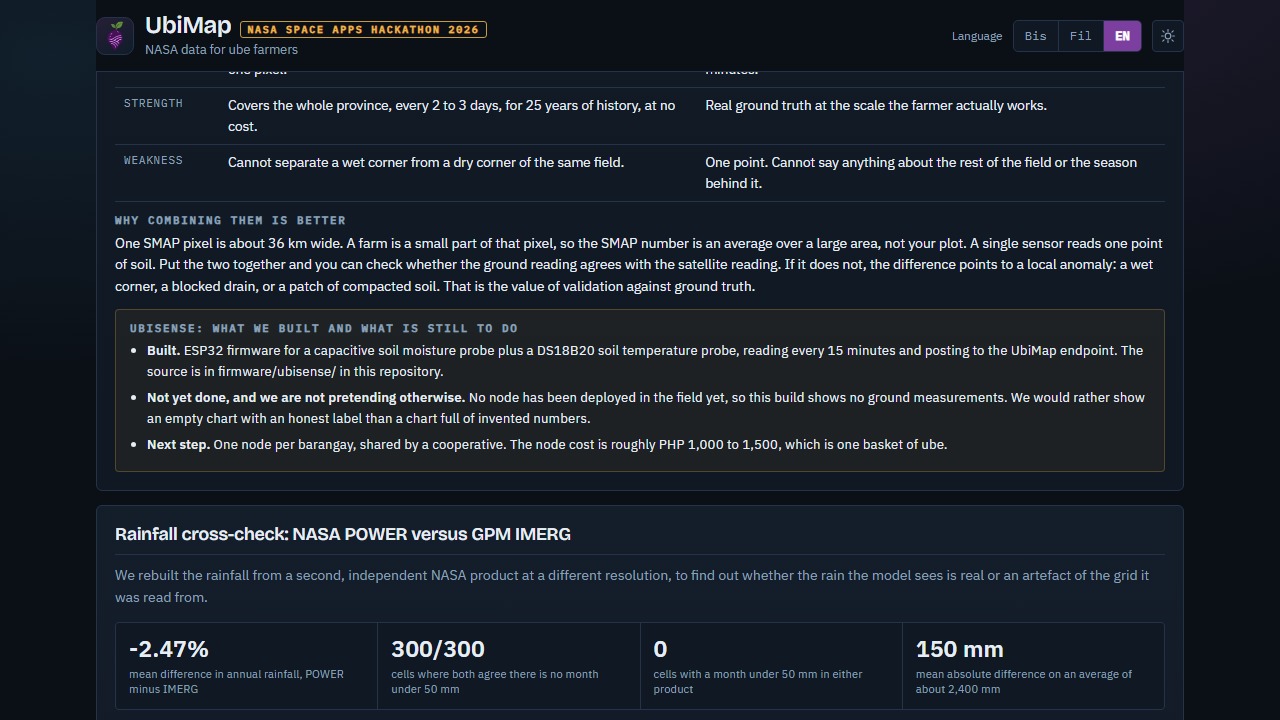 UbiMap NASA SPACE APPS HACKATHON 2026
NASA data for ube farmers
Language Bis Fil EN
one pixel. minutes.
STRENGTH Covers the whole province, every 2 to 3 days, for 25 years of history, at no Real ground truth at the scale the farmer actually works.
cost.
WEAKNESS Cannot separate a wet corner from a dry corner of the same field. One point. Cannot say anything about the rest of the field or the season
behind it.
WHY COMBINING THEM IS BETTER
One SMAP pixel is about 36 km wide. A farm is a small part of that pixel, so the SMAP number is an average over a large area, not your plot. A single sensor reads one point
of soil. Put the two together and you can check whether the ground reading agrees with the satellite reading. If it does not, the difference points to a local anomaly: a wet
corner, a blocked drain, or a patch of compacted soil. That is the value of validation against ground truth.
UBISENSE: WHAT WE BUILT AND WHAT IS STILL TO DO
• Built. ESP32 firmware for a capacitive soil moisture probe plus a DS18B20 soil temperature probe, reading every 15 minutes and posting to the UbiMap endpoint. The
source is in firmware/ubisense/ in this repository.
• Not yet done, and we are not pretending otherwise. No node has been deployed in the field yet, so this build shows no ground measurements. We would rather show
an empty chart with an honest label than a chart full of invented numbers.
• Next step. One node per barangay, shared by a cooperative. The node cost is roughly PHP 1,000 to 1,500, which is one basket of ube.
Rainfall cross-check: NASA POWER versus GPM IMERG
We rebuilt the rainfall from a second, independent NASA product at a different resolution, to find out whether the rain the model sees is real or an artefact of the grid it
was read from.
-2.47%
mean difference in annual rainfall, POWER
minus IMERG
300/300
cells where both agree there is no month
under 50 mm
0
cells with a month under 50 mm in either
product
150 mm
mean absolute difference on an average of
about 2,400 mm